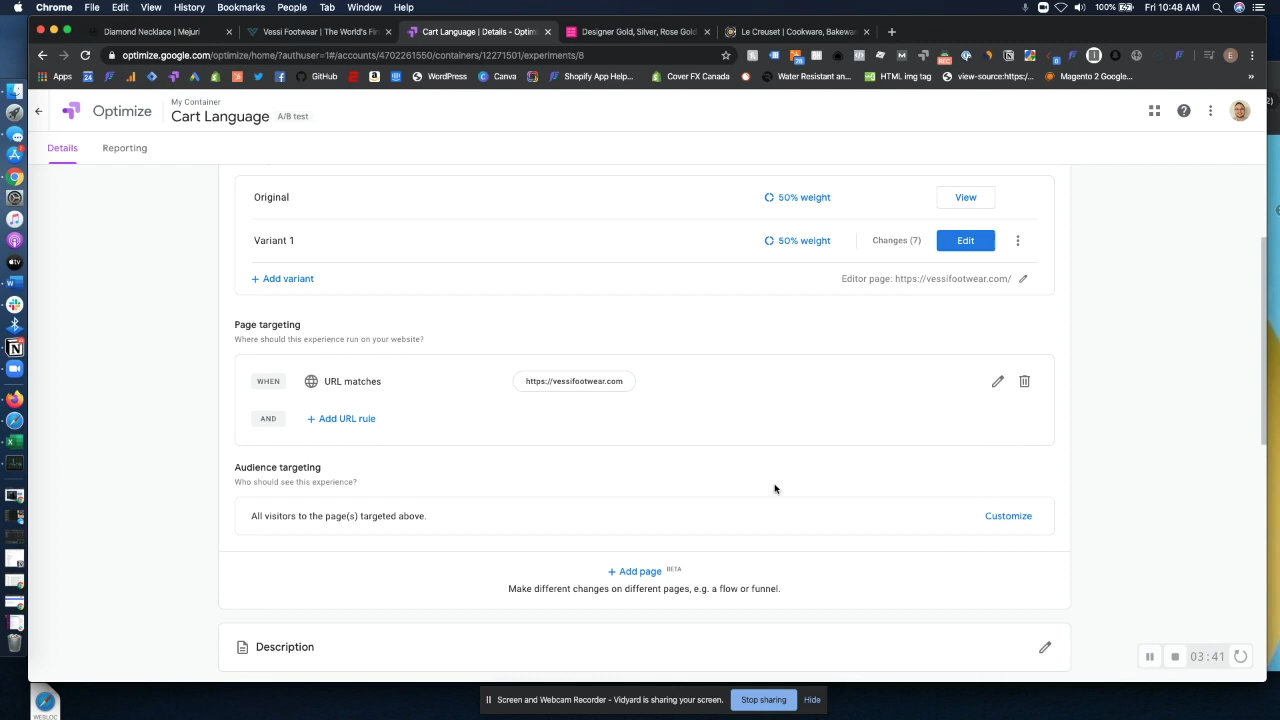 Chrome File Edit View History Bookmarks People Tab Window Help
100% Fri 10:48 AM
Diamond Necklace | Mejuri
Vessi Footwear | The World's Fir
Cart Language | Details - Optim
Designer Gold, Silver, Rose Gold
Le Creuset | Cookware, Bakewar
optimize.google.com/optimize/home/?authuser=1#/accounts/4702261550/containers/12271501/experiments/8
Apps
GitHub
WordPress
Canva
Shopify App Help...
Cover FX Canada
Water Resistant an...
HTML img tag
view-source:https:/...
Magento 2 Google...
»
Optimize
My Container
Cart Language A/B test
Details Reporting
Original 50% weight View
Variant 1 50% weight Changes (7) Edit
+ Add variant Editor page: https://vessifootwear.com/
Page targeting
Where should this experience run on your website?
WHEN URL matches https://vessifootwear.com
AND + Add URL rule
Audience targeting
Who should see this experience?
All visitors to the page(s) targeted above. Customize
+ Add page BETA
Make different changes on different pages, e.g. a flow or funnel.
Description
03:41
Screen and Webcam Recorder - Vidyard is sharing your screen. Stop sharing Hide
WEBLOC